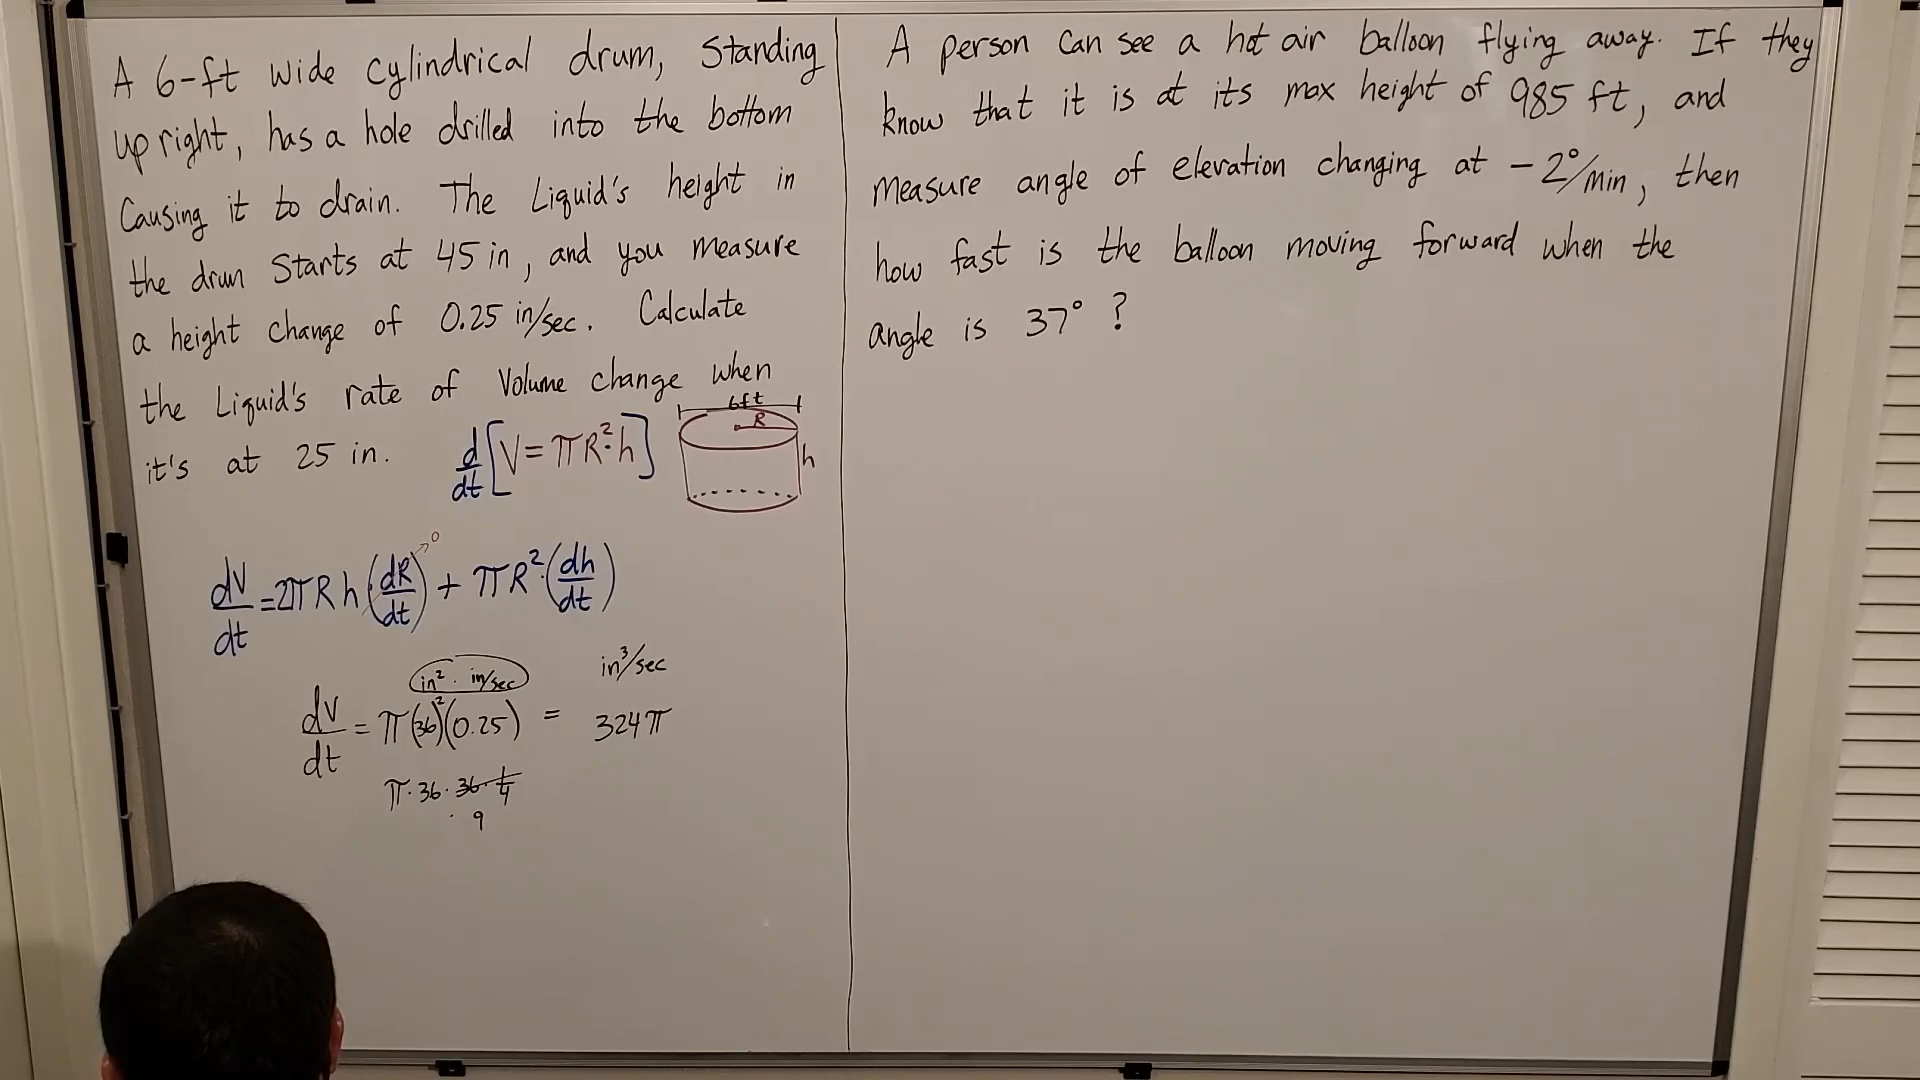 A 6-ft wide cylindrical drum, standing
upright, has a hole drilled into the bottom
causing it to drain. The Liquid's height in
the drum starts at 45 in, and you measure
a height change of 0.25 in/sec. Calculate
the Liquid's rate of Volume change when
it's at 25 in.
d/dt [V = πR²·h]
6ft
R
h
dV/dt = 2πRh (dR/dt) → 0 + πR²·(dh/dt)
in² · in/sec
in³/sec
dV/dt = π(36)²(0.25) = 324π
π·36·36·1/4
· 9
A person can see a hot air balloon flying away. If they
know that it is at its max height of 985 ft, and
measure angle of elevation changing at -2°/min, then
how fast is the balloon moving forward when the
angle is 37° ?